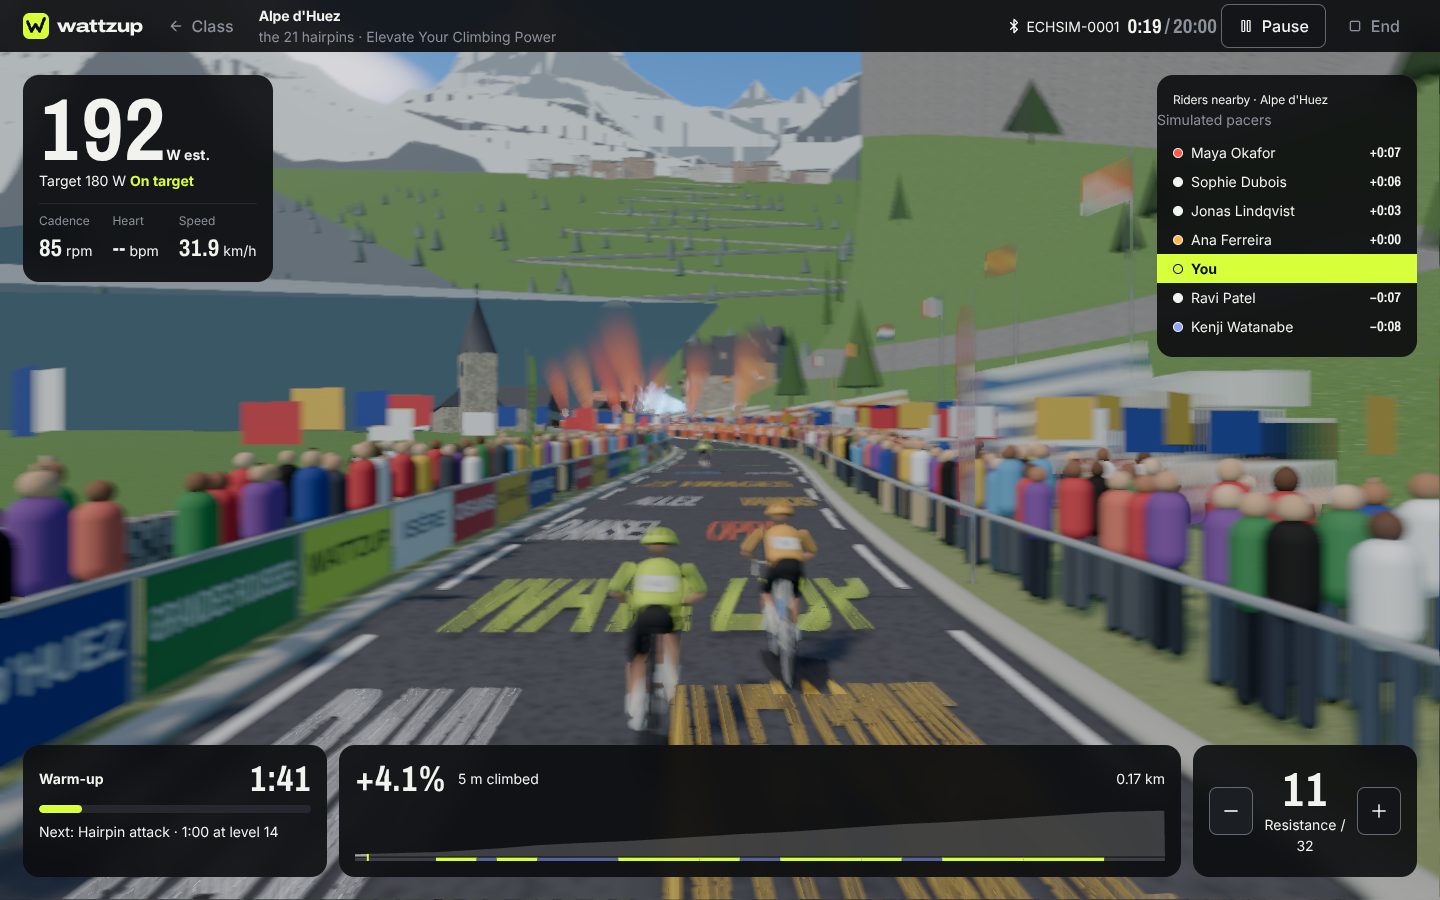 wattzup
Class
Alpe d'Huez
the 21 hairpins · Elevate Your Climbing Power
ECHSIM-0001
0:19 / 20:00
Pause
End
192 W est.
Target 180 W On target
Cadence Heart Speed
85 rpm -- bpm 31.9 km/h
Riders nearby · Alpe d'Huez
Simulated pacers
Maya Okafor +0:07
Sophie Dubois +0:06
Jonas Lindqvist +0:03
Ana Ferreira +0:00
You
Ravi Patel −0:07
Kenji Watanabe −0:08
ALLEZ
ISÈRE
WATTZUP
D'HUEZ
Warm-up 1:41
Next: Hairpin attack · 1:00 at level 14
+4.1% 5 m climbed 0.17 km
− 11 +
Resistance /
32